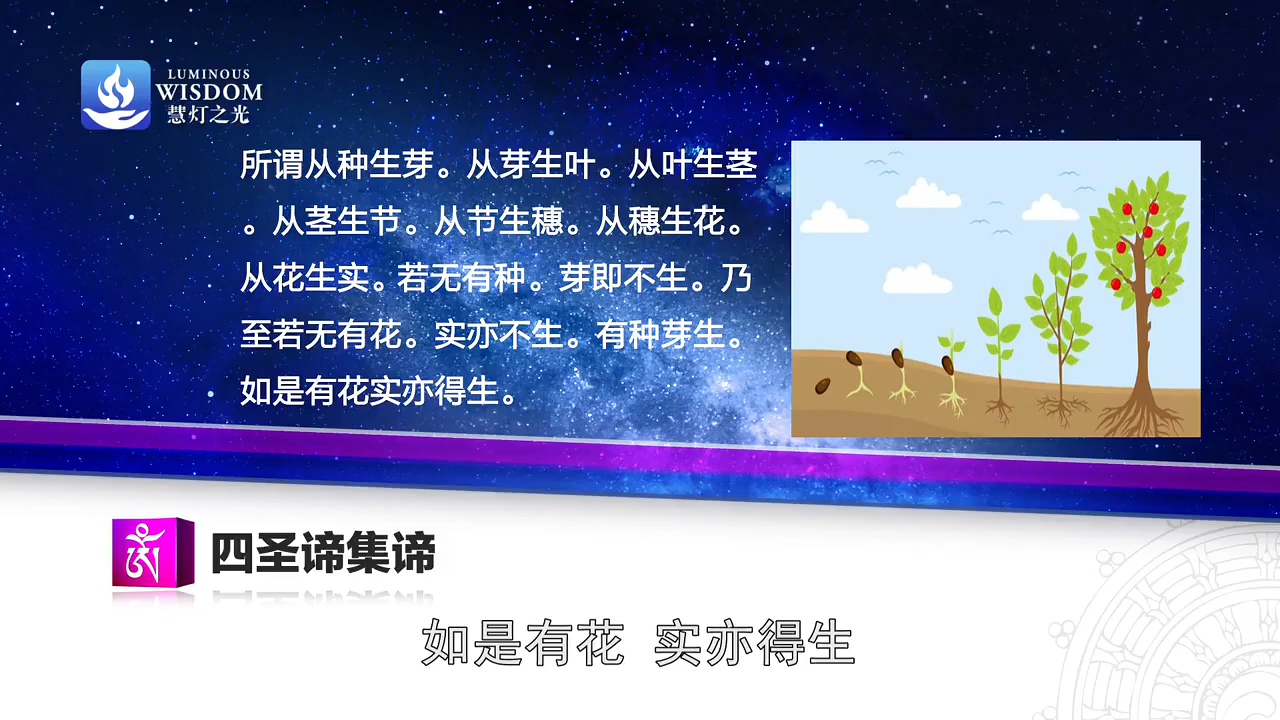 LUMINOUS
WISDOM
慧灯之光
所谓从种生芽。从芽生叶。从叶生茎
。从茎生节。从节生穗。从穗生花。
从花生实。若无有种。芽即不生。乃
至若无有花。实亦不生。有种芽生。
如是有花实亦得生。
四圣谛集谛
如是有花 实亦得生